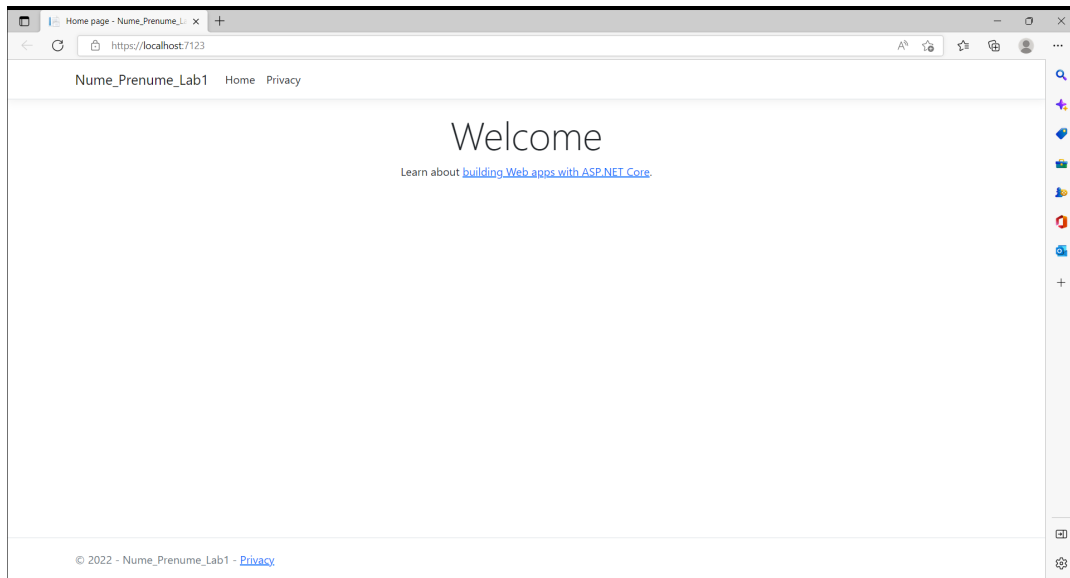 Home page - Nume_Prenume_L
https://localhost:7123
Nume_Prenume_Lab1 Home Privacy
Welcome
Learn about building Web apps with ASP.NET Core.
© 2022 - Nume_Prenume_Lab1 - Privacy